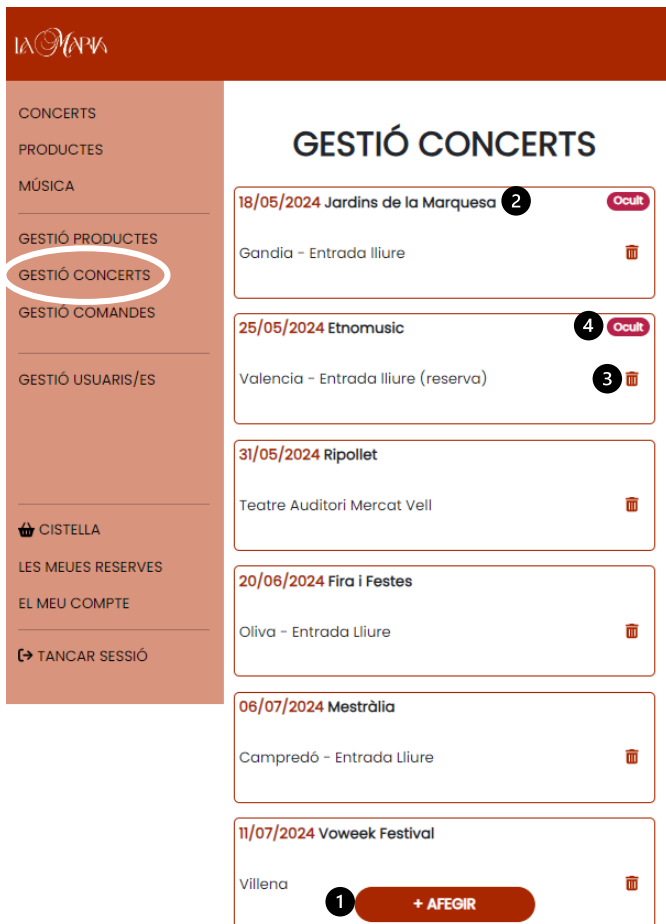 LA MARIA
CONCERTS
PRODUCTES
MÚSICA
GESTIÓ PRODUCTES
GESTIÓ CONCERTS
GESTIÓ COMANDES
GESTIÓ USUARIS/ES
CISTELLA
LES MEUES RESERVES
EL MEU COMPTE
TANCAR SESSIÓ
GESTIÓ CONCERTS
18/05/2024 Jardins de la Marquesa 2 Ocult
Gandia - Entrada lliure
25/05/2024 Etnomusic 4 Ocult
Valencia - Entrada lliure (reserva) 3
31/05/2024 Ripollet
Teatre Auditori Mercat Vell
20/06/2024 Fira i Festes
Oliva - Entrada Lliure
06/07/2024 Mestràlia
Campredó - Entrada Lliure
11/07/2024 Voweek Festival
Villena
1 + AFEGIR